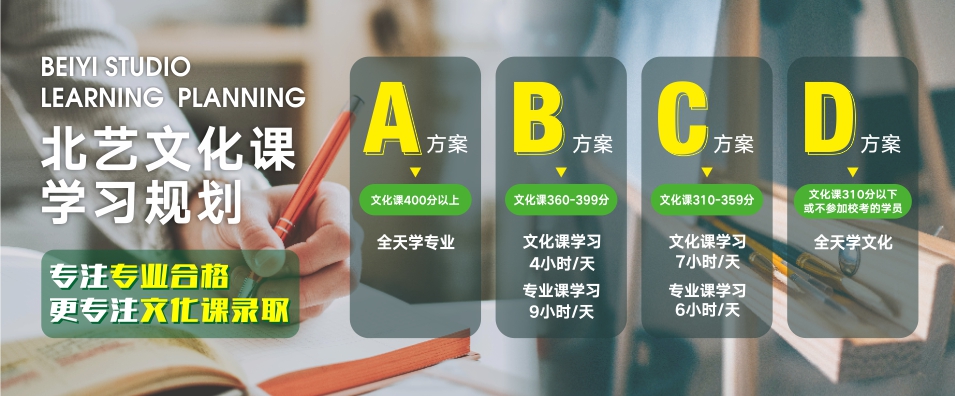 BEIYI STUDIO
LEARNING PLANNING
北艺文化课
学习规划
专注专业合格
更专注文化课录取
A方案
文化课400分以上
全天学专业
B方案
文化课360-399分
文化课学习
4小时/天
专业课学习
9小时/天
C方案
文化课310-359分
文化课学习
7小时/天
专业课学习
6小时/天
D方案
文化课310分以下
或不参加校考的学员
全天学文化